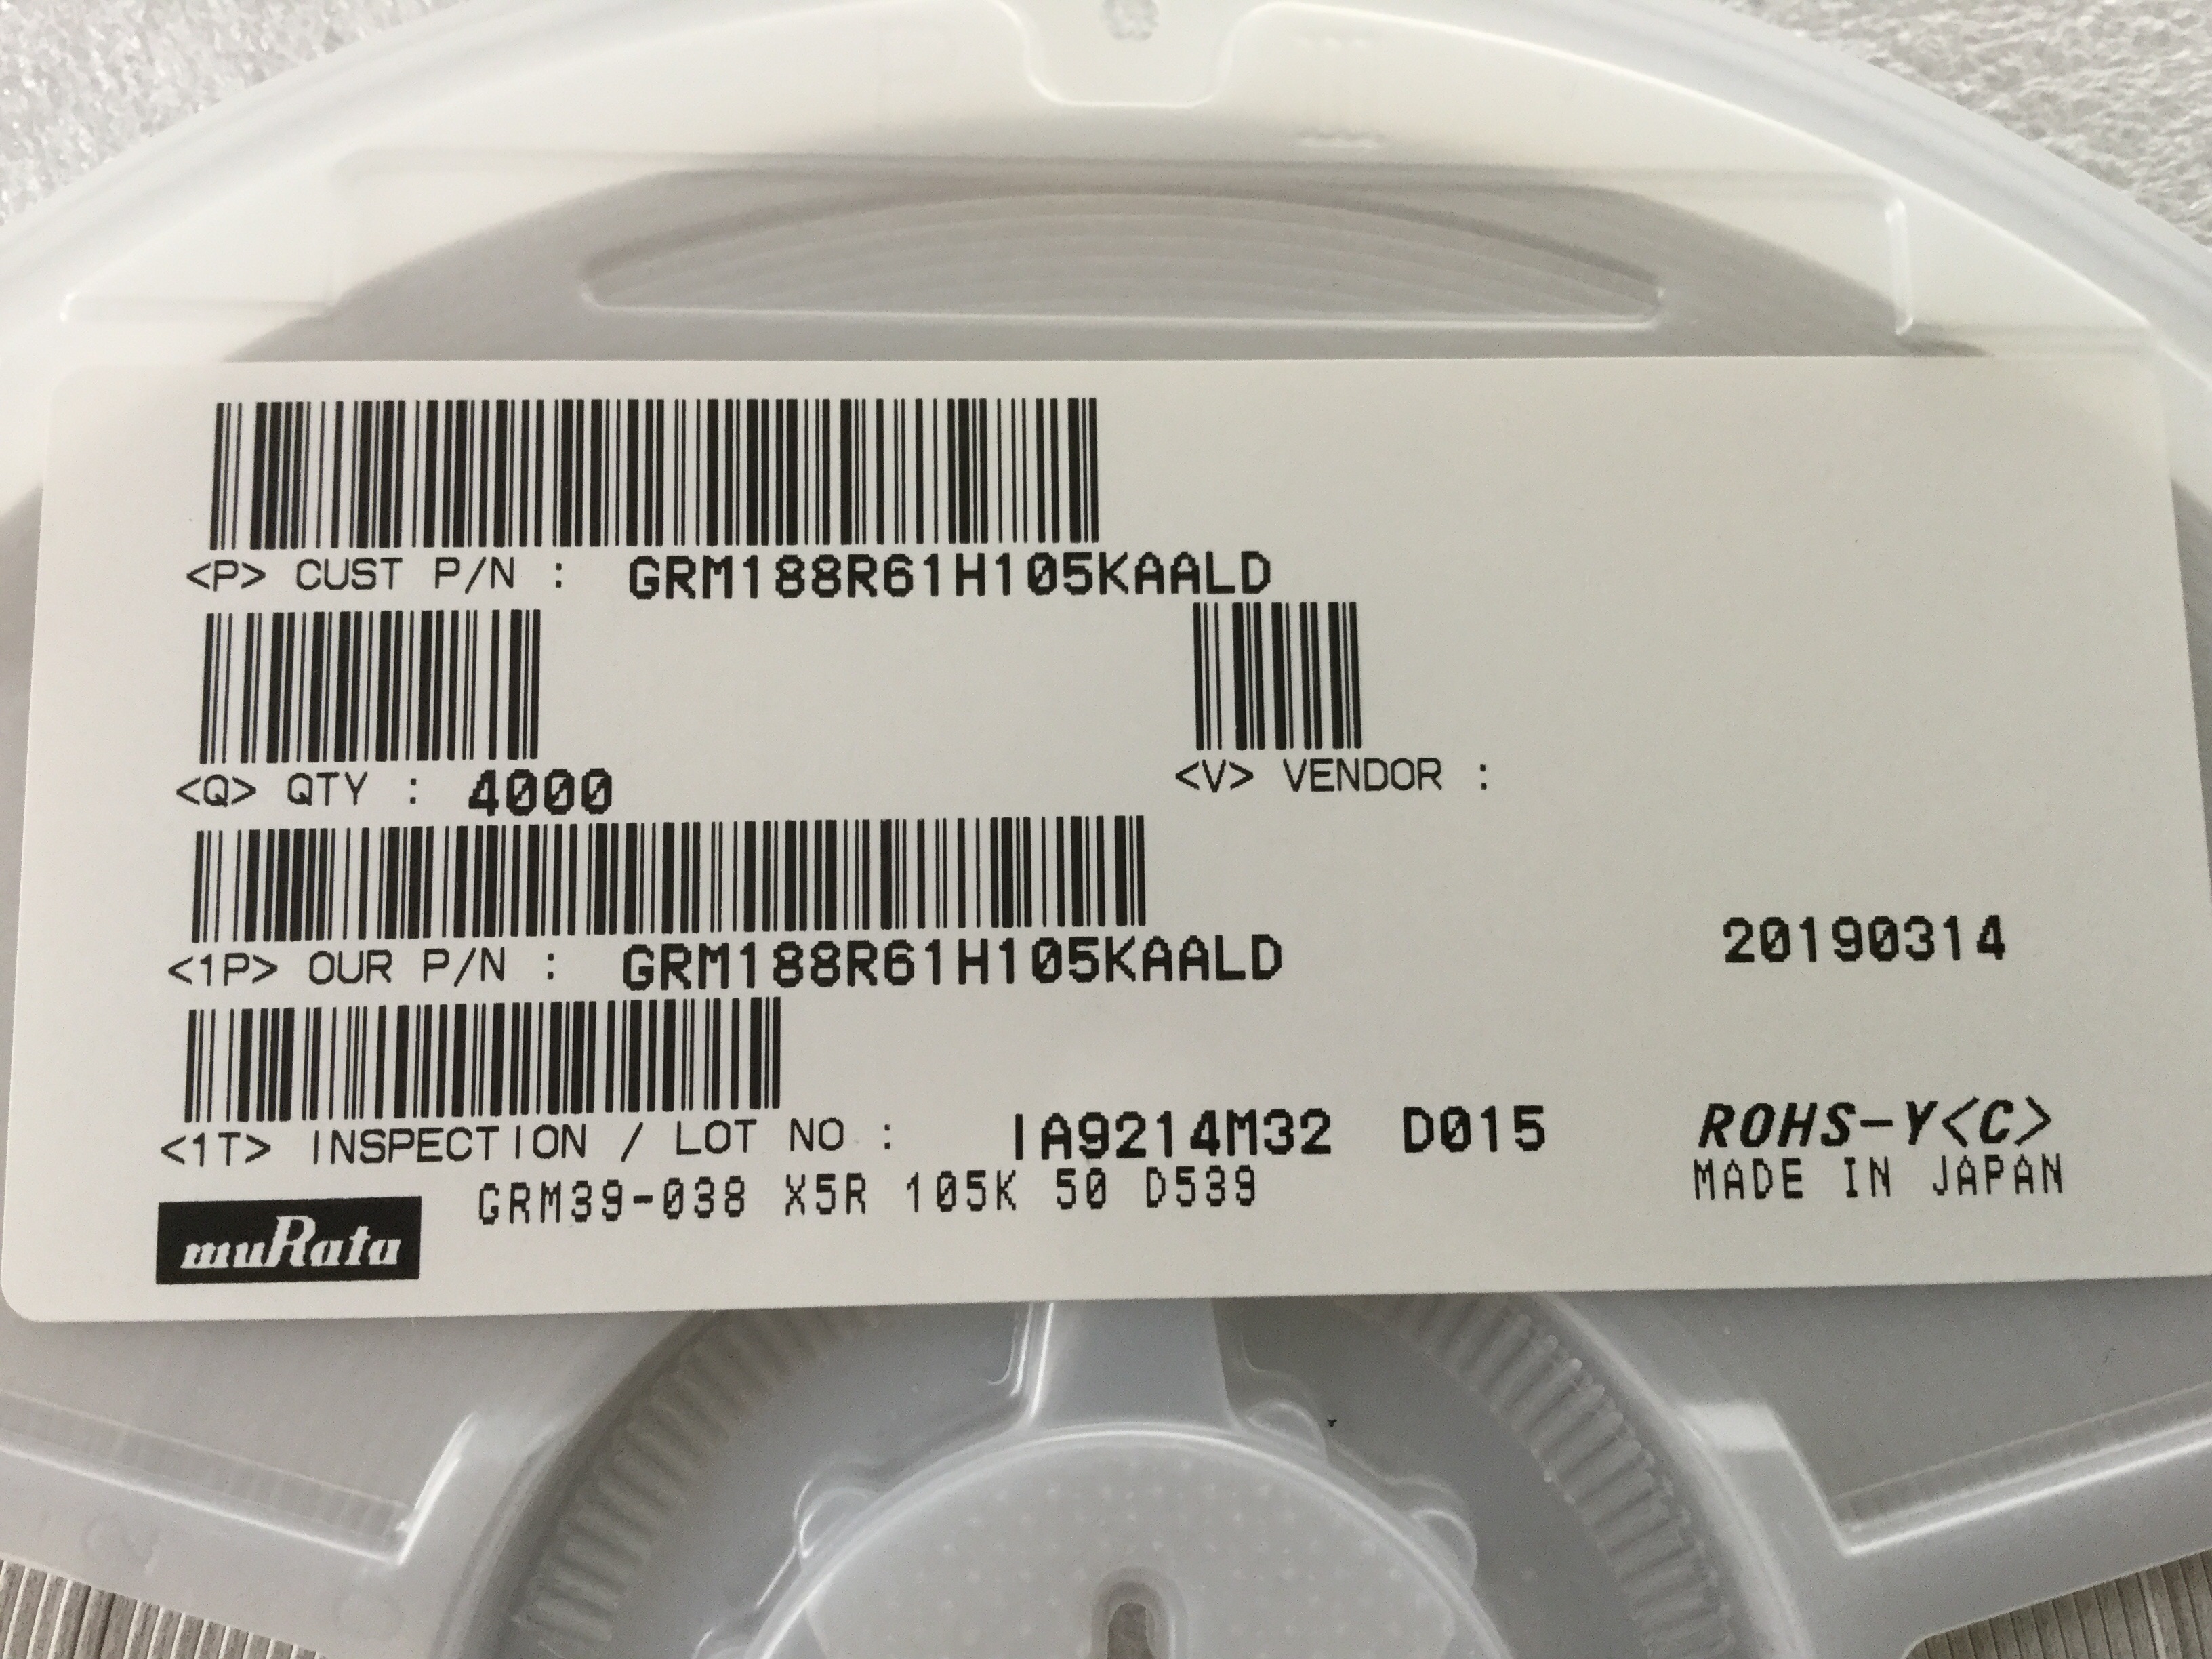 <P> CUST P/N : GRM188R61H105KAALD
<Q> QTY : 4000
<V> VENDOR :
<1P> OUR P/N : GRM188R61H105KAALD
20190314
<1T> INSPECTION / LOT NO : IA9214M32 D015
ROHS-Y<C>
GRM39-038 X5R 105K 50 D539
MADE IN JAPAN
muRata